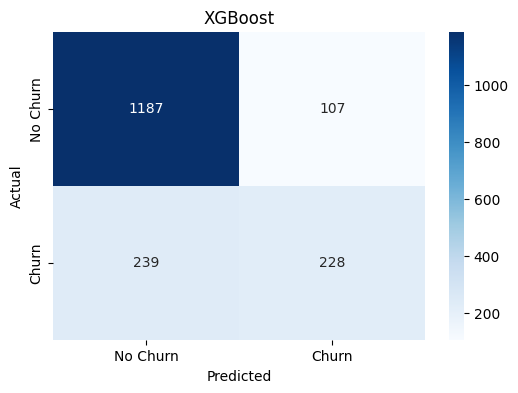 XGBoost
No Churn
Churn
Actual
1187
107
239
228
No Churn
Churn
Predicted
1000
800
600
400
200